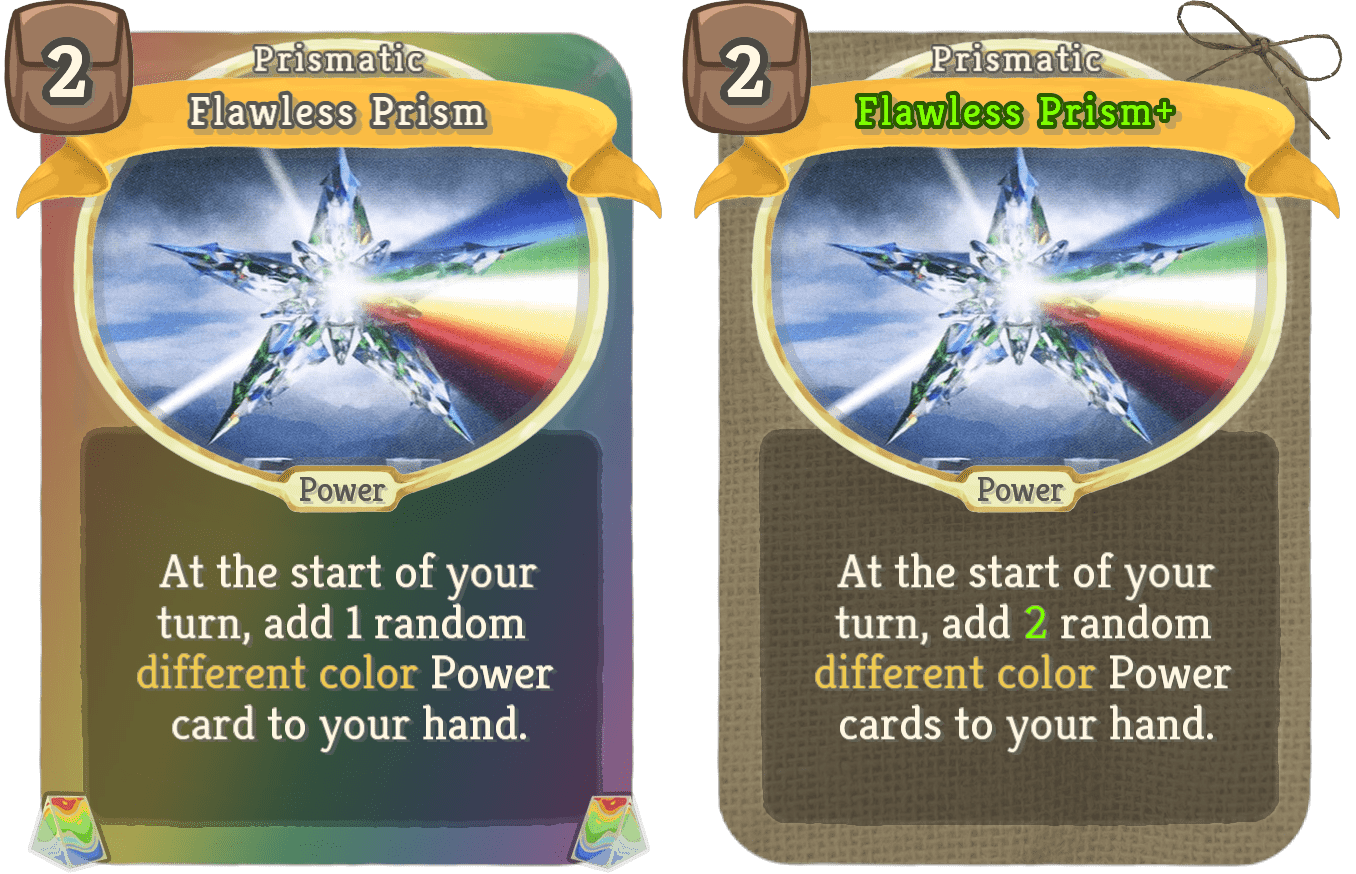 2
Prismatic
Flawless Prism
Power
At the start of your
turn, add 1 random
different color Power
card to your hand.
2
Prismatic
Flawless Prism+
Power
At the start of your
turn, add 2 random
different color Power
cards to your hand.